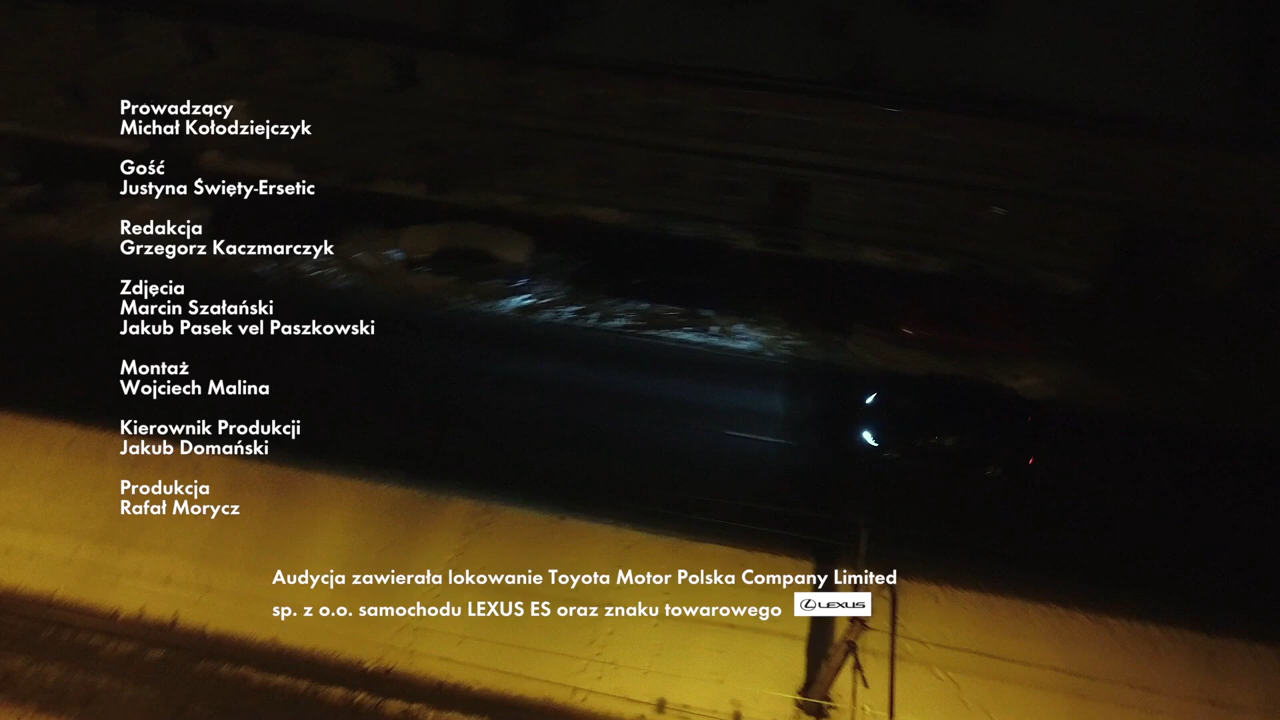 Prowadzący
Michał Kołodziejczyk
Gość
Justyna Święty-Ersetic
Redakcja
Grzegorz Kaczmarczyk
Zdjęcia
Marcin Szałański
Jakub Pasek vel Paszkowski
Montaż
Wojciech Malina
Kierownik Produkcji
Jakub Domański
Produkcja
Rafał Morycz
Audycja zawierała lokowanie Toyota Motor Polska Company Limited
sp. z o.o. samochodu LEXUS ES oraz znaku towarowego LEXUS